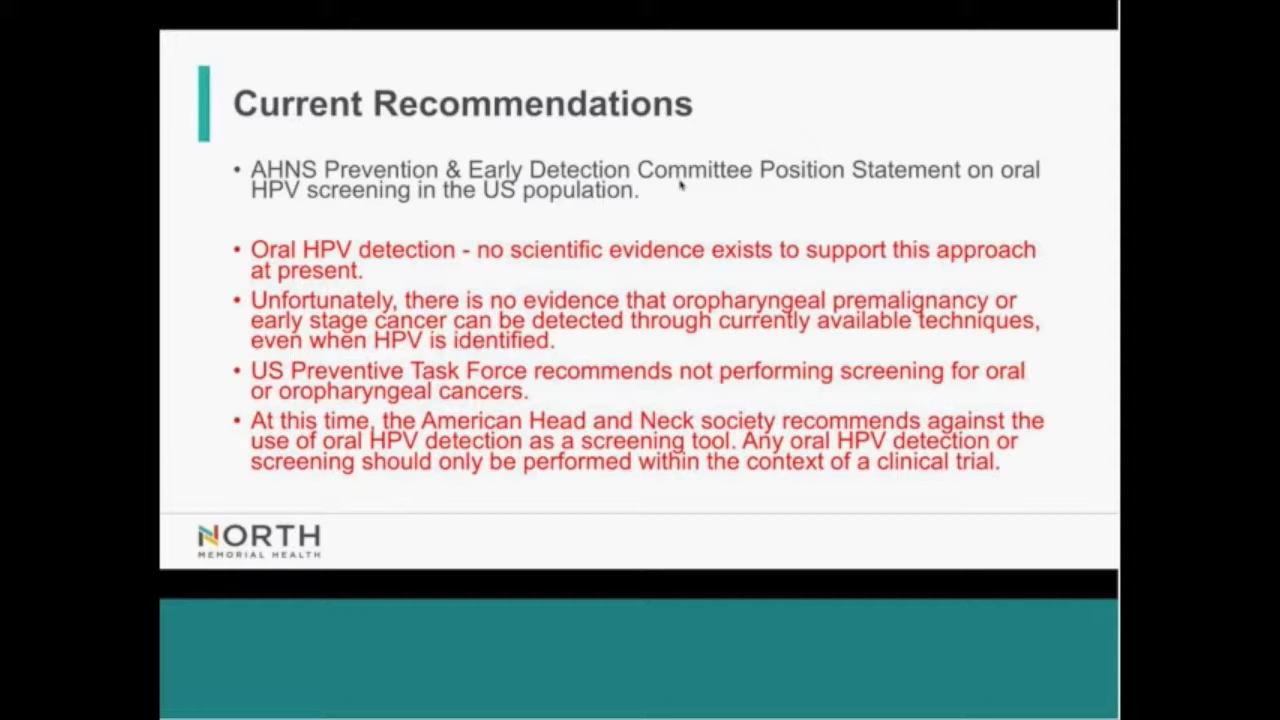 Current Recommendations
• AHNS Prevention & Early Detection Committee Position Statement on oral
HPV screening in the US population.
• Oral HPV detection - no scientific evidence exists to support this approach
at present.
• Unfortunately, there is no evidence that oropharyngeal premalignancy or
early stage cancer can be detected through currently available techniques,
even when HPV is identified.
• US Preventive Task Force recommends not performing screening for oral
or oropharyngeal cancers.
• At this time, the American Head and Neck society recommends against the
use of oral HPV detection as a screening tool. Any oral HPV detection or
screening should only be performed within the context of a clinical trial.
NORTH
MEMORIAL HEALTH